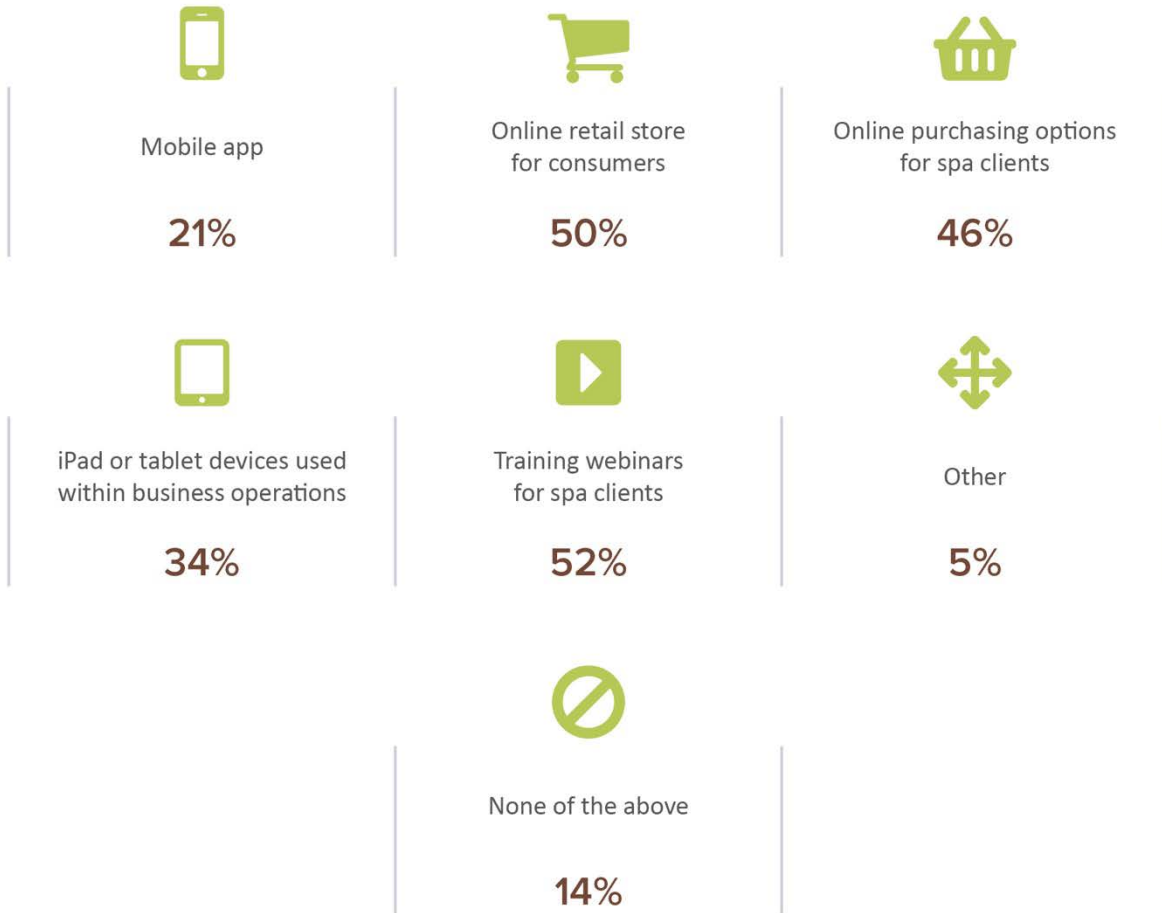 Mobile app
21%
Online retail store
for consumers
50%
Online purchasing options
for spa clients
46%
iPad or tablet devices used
within business operations
34%
Training webinars
for spa clients
52%
Other
5%
None of the above
14%